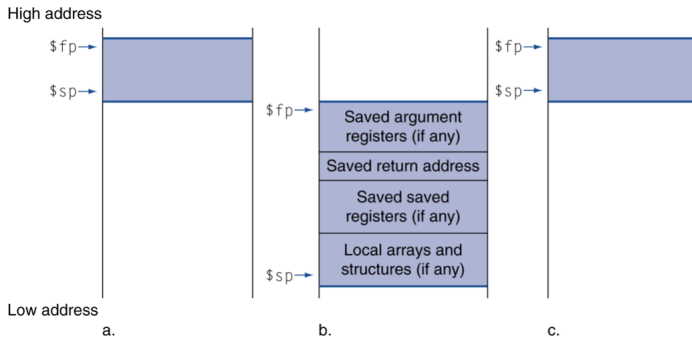 High address
$fp
$sp
$fp
Saved argument
registers (if any)
Saved return address
Saved saved
registers (if any)
Local arrays and
structures (if any)
$sp
$fp
$sp
Low address
a.
b.
c.